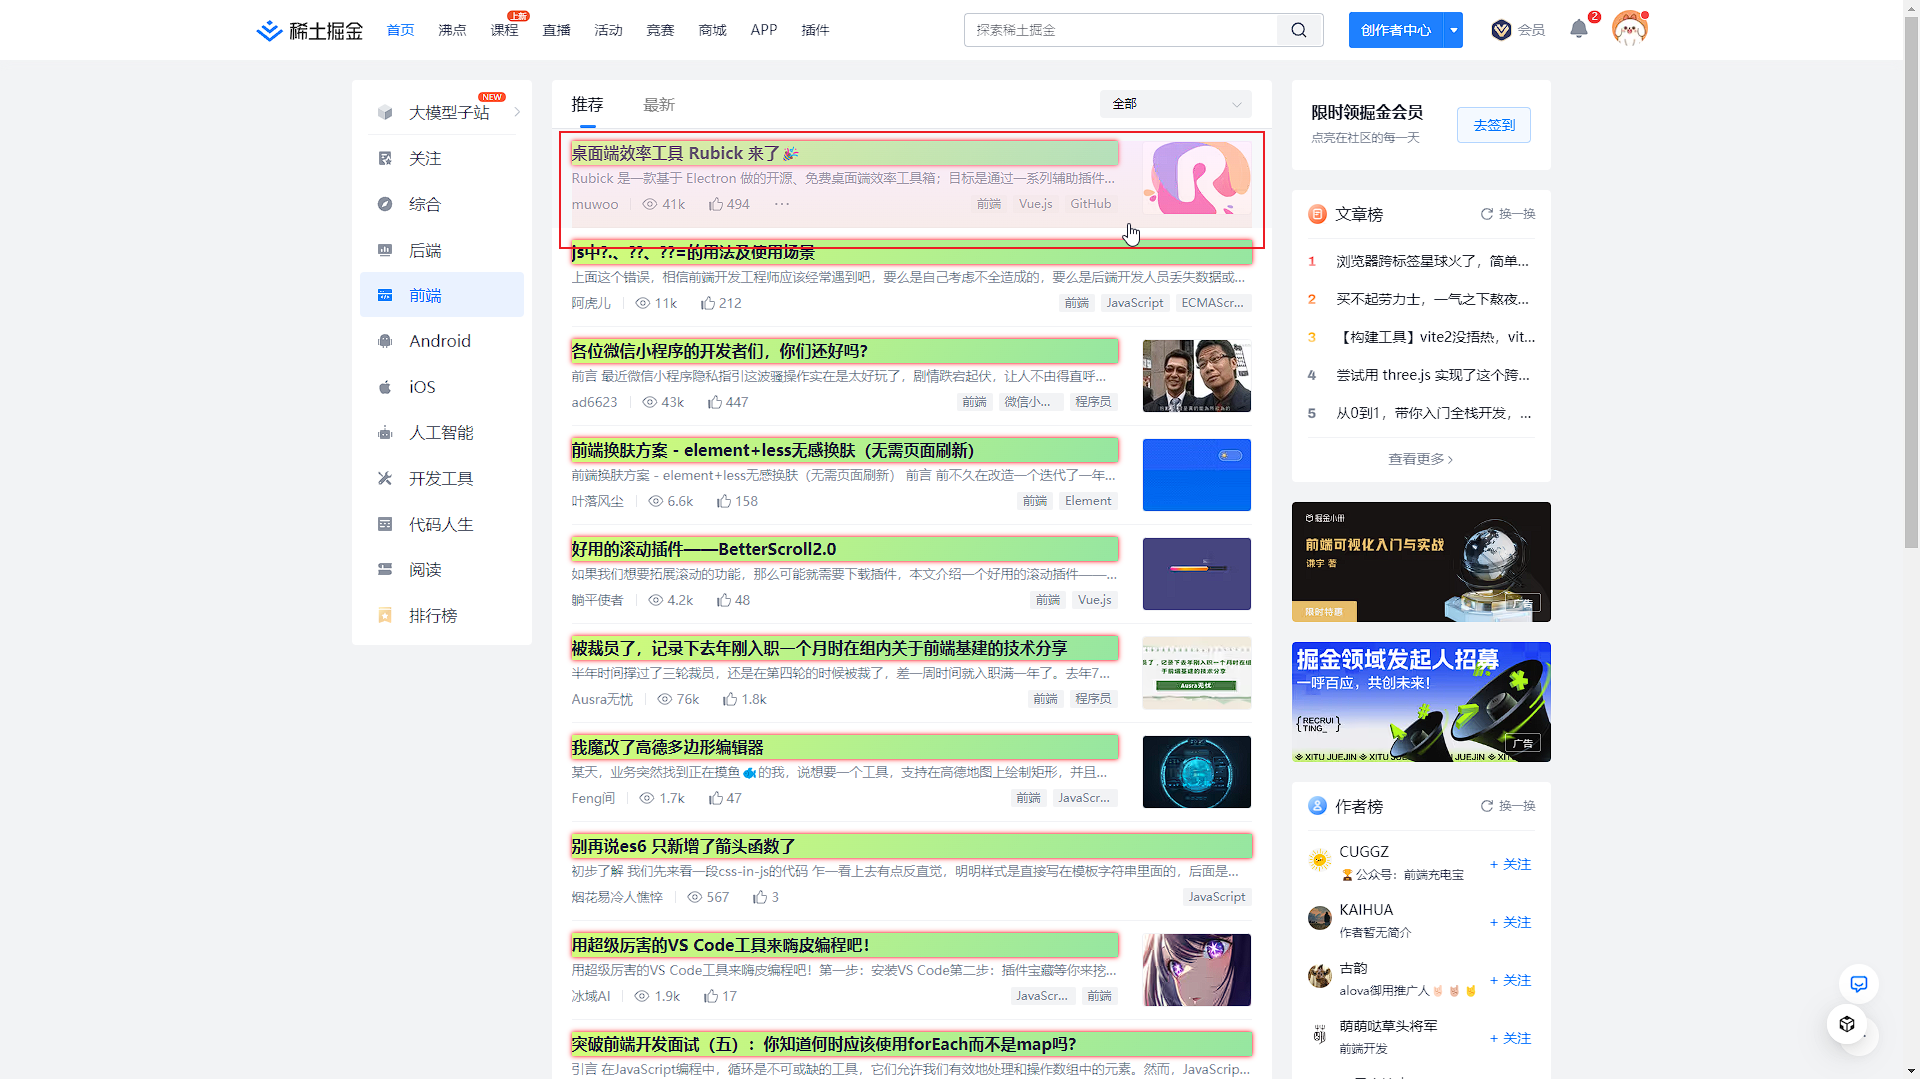 稀土掘金
首页
沸点
课程
上新
直播
活动
竞赛
商城
APP
插件
探索稀土掘金
创作者中心
会员
2
大模型子站
NEW
关注
综合
后端
前端
Android
iOS
人工智能
开发工具
代码人生
阅读
排行榜
推荐
最新
全部
桌面端效率工具 Rubick 来了🎉
Rubick 是一款基于 Electron 做的开源、免费桌面端效率工具箱；目标是通过一系列辅助插件...
muwoo 41k 494 ... 前端 Vue.js GitHub
js中?.、??、??=的用法及使用场景
上面这个错误，相信前端开发工程师应该经常遇到吧，要么是自己考虑不全造成的，要么是后端开发人员丢失数据或...
阿虎儿 11k 212 前端 JavaScript ECMAScr...
各位微信小程序的开发者们，你们还好吗？
前言 最近微信小程序隐私指引这波骚操作实在是太好玩了，剧情跌宕起伏，让人不由得直呼...
ad6623 43k 447 前端 微信小... 程序员
前端换肤方案 - element+less无感换肤（无需页面刷新）
前端换肤方案 - element+less无感换肤（无需页面刷新） 前言 前不久在改造一个迭代了一年...
叶落风尘 6.6k 158 前端 Element
好用的滚动插件——BetterScroll2.0
如果我们想要拓展滚动的功能，那么可能就需要下载插件，本文介绍一个好用的滚动插件——...
躺平使者 4.2k 48 前端 Vue.js
被裁员了，记录下去年刚入职一个月时在组内关于前端基建的技术分享
半年时间撑过了三轮裁员，还是在第四轮的时候被裁了，差一周时间就入职满一年了。去年7...
Ausra无忧 76k 1.8k 前端 程序员
员了，记录下去年刚入职一个月时在组
于前端基建的技术分享
Ausra无忧
我魔改了高德多边形编辑器
某天，业务突然找到正在摸鱼🐟的我，说想要一个工具，支持在高德地图上绘制矩形，并且...
Feng间 1.7k 47 前端 JavaScr...
别再说es6 只新增了箭头函数了
初步了解 我们先来看一段css-in-js的代码 乍一看上去有点反直觉，明明样式是直接写在模板字符串里面的，后面是...
烟花易冷人憔悴 567 3 JavaScript
用超级厉害的VS Code工具来嗨皮编程吧！
用超级厉害的VS Code工具来嗨皮编程吧！第一步：安装VS Code第二步：插件宝藏等你来挖...
冰域AI 1.9k 17 JavaScr... 前端
突破前端开发面试（五）：你知道何时应该使用forEach而不是map吗？
引言 在JavaScript编程中，循环是不可或缺的工具，它们允许我们有效地处理和操作数组中的元素。然而，JavaScrip...
限时领掘金会员
点亮在社区的每一天
去签到
文章榜
换一换
1 浏览器跨标签星球火了，简单...
2 买不起劳力士，一气之下熬夜...
3 【构建工具】vite2没捂热，vit...
4 尝试用 three.js 实现了这个跨...
5 从0到1，带你入门全栈开发，...
查看更多 ›
掘金小册
前端可视化入门与实战
谦宇 著
限时特惠
广告
掘金领域发起人招募
一呼百应，共创未来！
{RECRUI
TING_}
广告
XITU JUEJIN XITU JUEJIN XITU JUEJIN XITU
作者榜
换一换
CUGGZ
🏆公众号：前端充电宝
+ 关注
KAIHUA
作者暂无简介
+ 关注
古韵
alova御用推广人
+ 关注
萌萌哒草头将军
前端开发
+ 关注